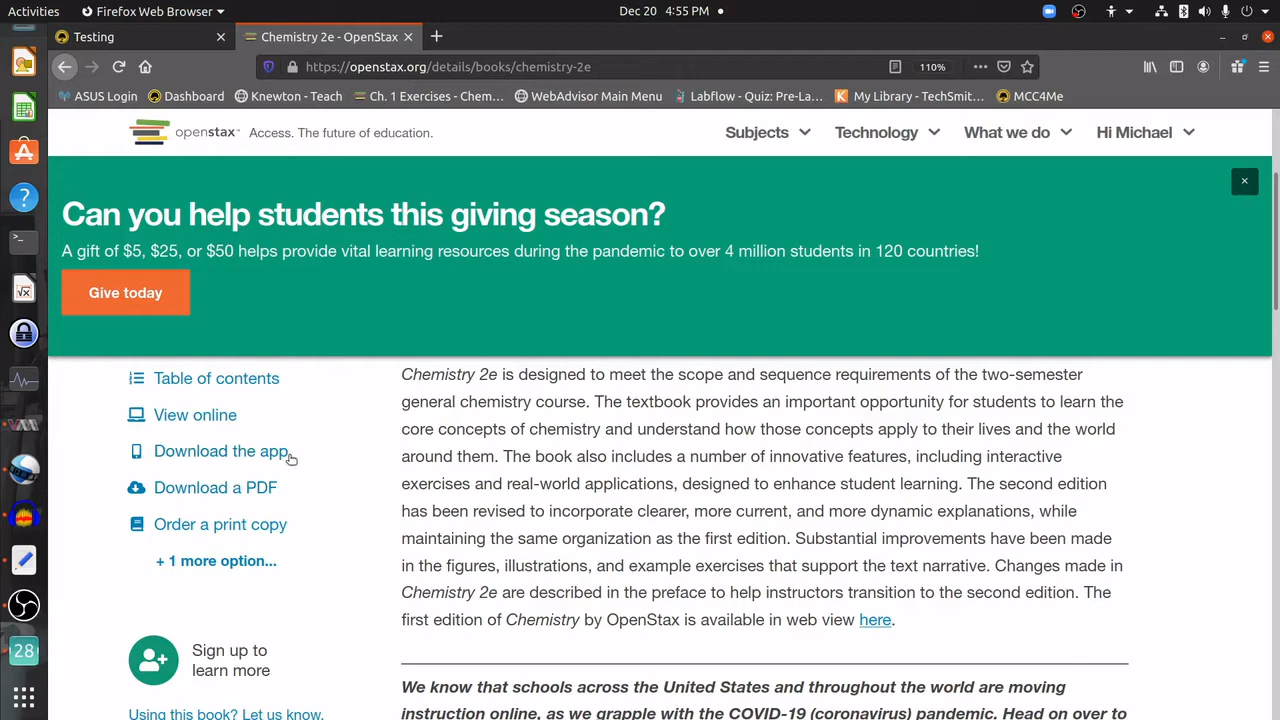 Activities Firefox Web Browser Dec 20 4:55 PM
Testing Chemistry 2e - OpenStax
https://openstax.org/details/books/chemistry-2e 110%
ASUS Login Dashboard Knewton - Teach Ch. 1 Exercises - Chem... WebAdvisor Main Menu Labflow - Quiz: Pre-La... My Library - TechSmit... MCC4Me
openstax Access. The future of education. Subjects Technology What we do Hi Michael
Can you help students this giving season?
A gift of $5, $25, or $50 helps provide vital learning resources during the pandemic to over 4 million students in 120 countries!
Give today
Table of contents
View online
Download the app
Download a PDF
Order a print copy
+ 1 more option...
Chemistry 2e is designed to meet the scope and sequence requirements of the two-semester
general chemistry course. The textbook provides an important opportunity for students to learn the
core concepts of chemistry and understand how those concepts apply to their lives and the world
around them. The book also includes a number of innovative features, including interactive
exercises and real-world applications, designed to enhance student learning. The second edition
has been revised to incorporate clearer, more current, and more dynamic explanations, while
maintaining the same organization as the first edition. Substantial improvements have been made
in the figures, illustrations, and example exercises that support the text narrative. Changes made in
Chemistry 2e are described in the preface to help instructors transition to the second edition. The
first edition of Chemistry by OpenStax is available in web view here.
28
Sign up to
learn more
Using this book? Let us know.
We know that schools across the United States and throughout the world are moving
instruction online, as we grapple with the COVID-19 (coronavirus) pandemic. Head on over to